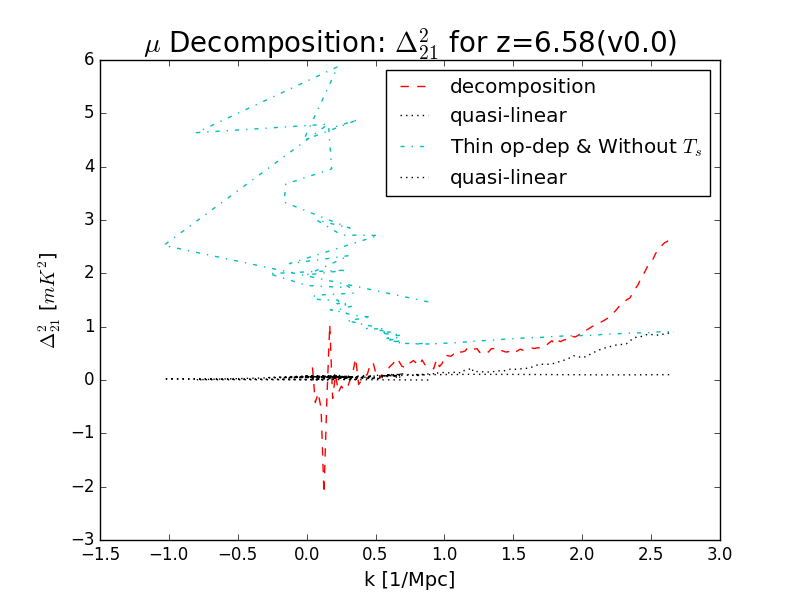 μ Decomposition: Δ²₂₁ for z=6.58(v0.0)
6
5
4
3
2
1
0
−1
−2
−3
Δ²₂₁ [mK²]
decomposition
quasi-linear
Thin op-dep & Without Tₛ
quasi-linear
−1.5 −1.0 −0.5 0.0 0.5 1.0 1.5 2.0 2.5 3.0
k [1/Mpc]